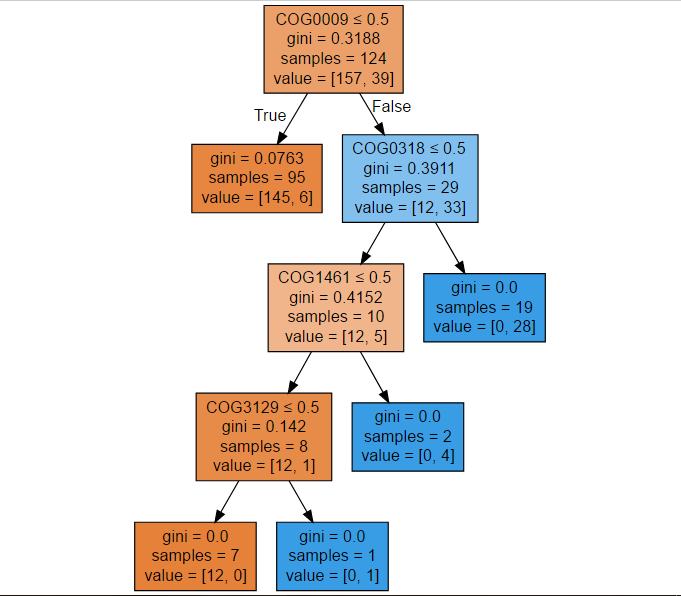 COG0009 ≤ 0.5
gini = 0.3188
samples = 124
value = [157, 39]
True
False
gini = 0.0763
samples = 95
value = [145, 6]
COG0318 ≤ 0.5
gini = 0.3911
samples = 29
value = [12, 33]
COG1461 ≤ 0.5
gini = 0.4152
samples = 10
value = [12, 5]
gini = 0.0
samples = 19
value = [0, 28]
COG3129 ≤ 0.5
gini = 0.142
samples = 8
value = [12, 1]
gini = 0.0
samples = 2
value = [0, 4]
gini = 0.0
samples = 7
value = [12, 0]
gini = 0.0
samples = 1
value = [0, 1]